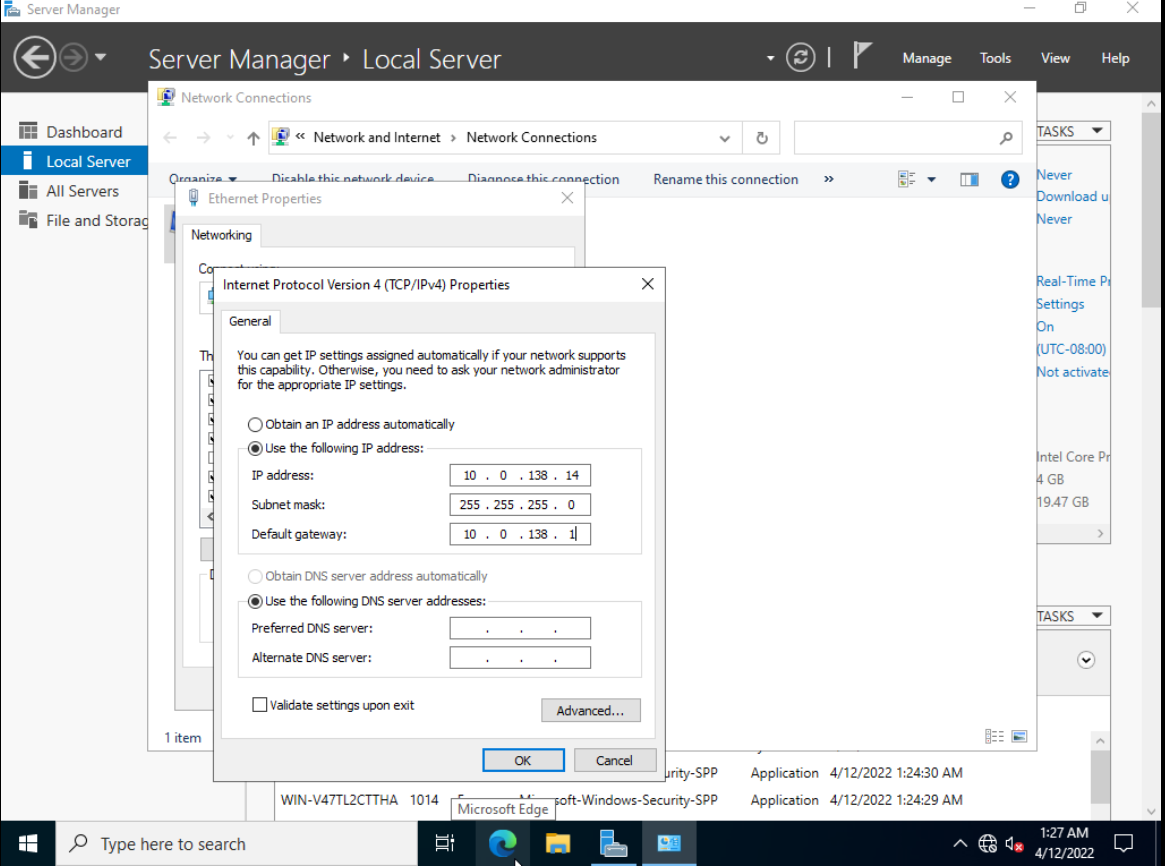 Server Manager
Server Manager ‣ Local Server
Manage Tools View Help
Network Connections
Dashboard
Local Server
All Servers
File and Storag
« Network and Internet › Network Connections
TASKS
Organize Disable this network device Diagnose this connection Rename this connection »
Never
Download u
Never
Ethernet Properties
Networking
Real-Time Pr
Settings
On
(UTC-08:00)
Not activate
Internet Protocol Version 4 (TCP/IPv4) Properties
General
You can get IP settings assigned automatically if your network supports
this capability. Otherwise, you need to ask your network administrator
for the appropriate IP settings.
Obtain an IP address automatically
Use the following IP address:
IP address: 10 . 0 . 138 . 14
Subnet mask: 255 . 255 . 255 . 0
Default gateway: 10 . 0 . 138 . 1
Intel Core Pr
4 GB
19.47 GB
Obtain DNS server address automatically
Use the following DNS server addresses:
Preferred DNS server: . . .
Alternate DNS server: . . .
TASKS
Validate settings upon exit
Advanced...
1 item
OK Cancel
urity-SPP Application 4/12/2022 1:24:30 AM
WIN-V47TL2CTTHA 1014 soft-Windows-Security-SPP Application 4/12/2022 1:24:29 AM
Microsoft Edge
Type here to search
1:27 AM
4/12/2022